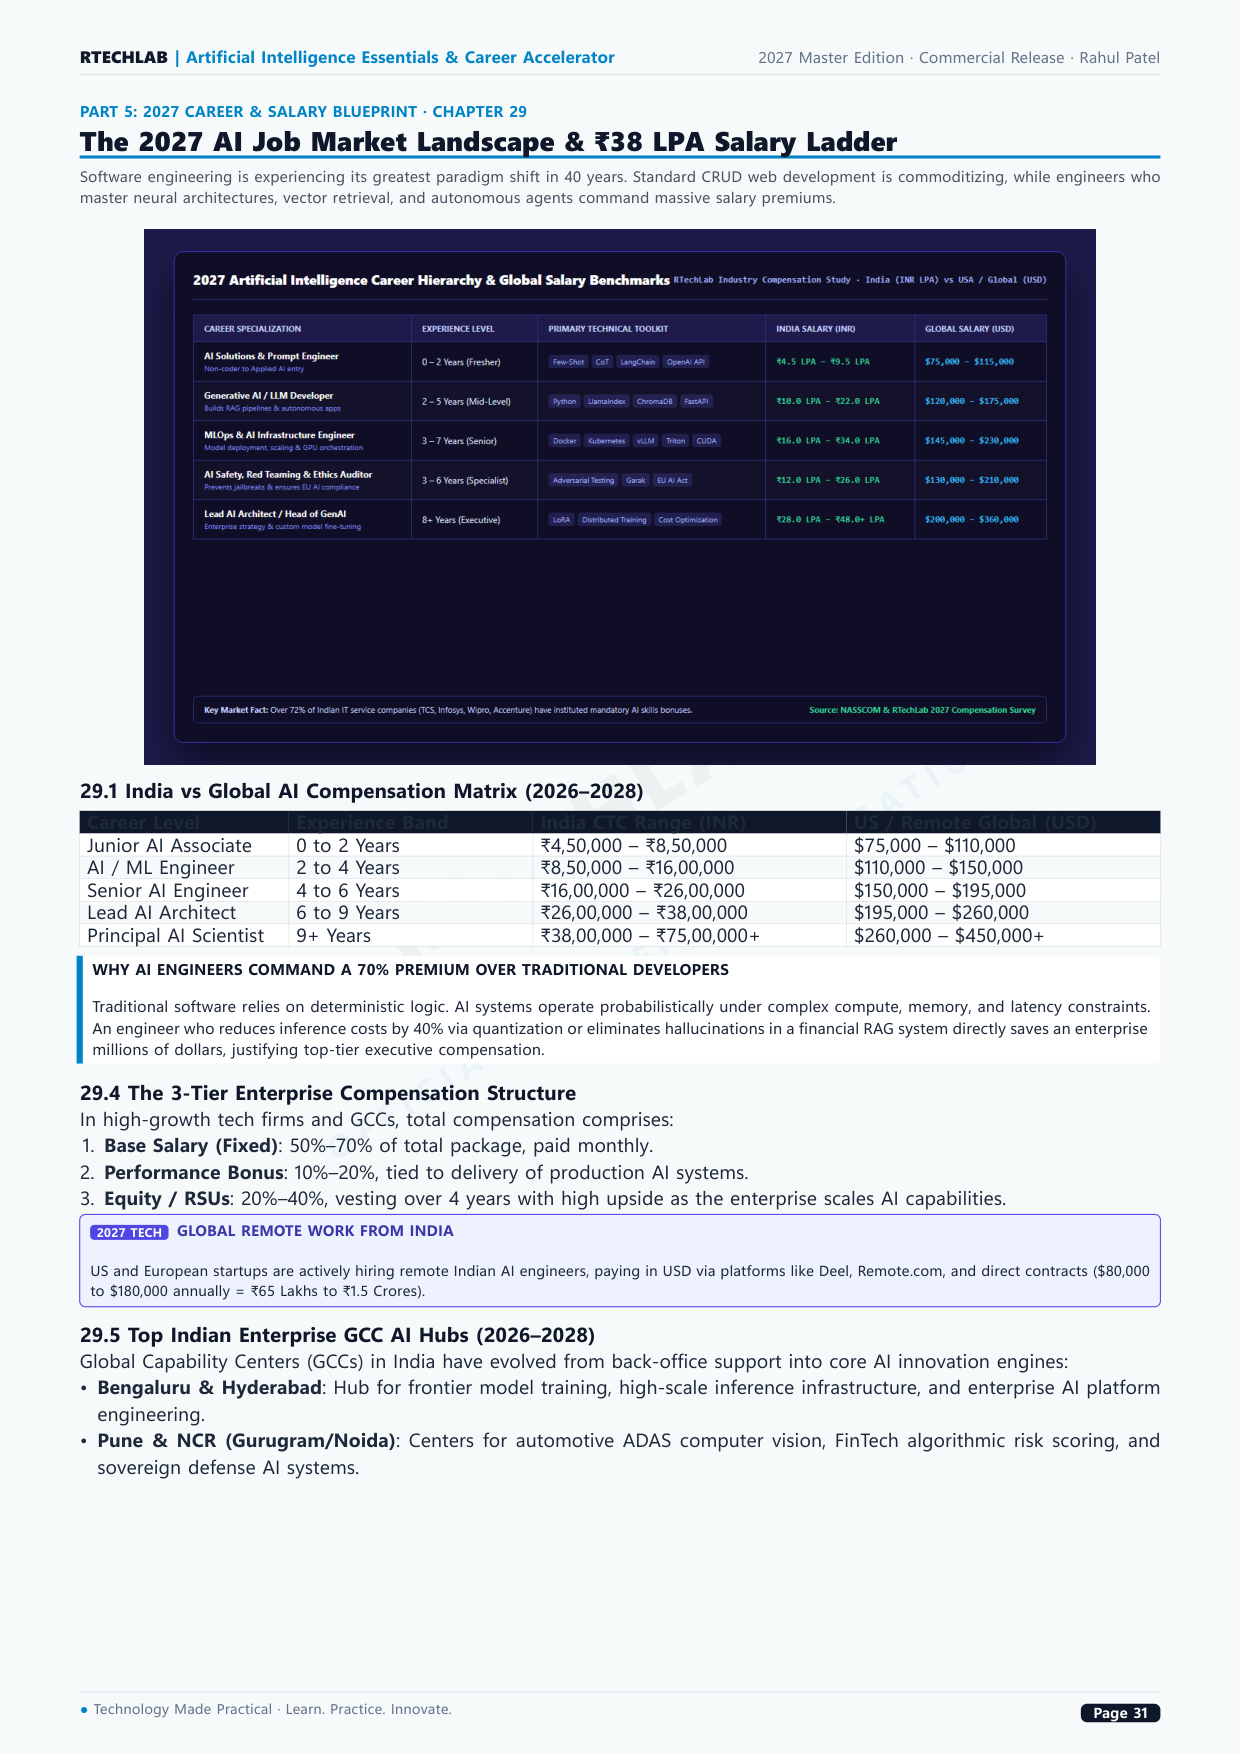 RTECHLAB | Artificial Intelligence Essentials & Career Accelerator 2027 Master Edition · Commercial Release · Rahul Patel
PART 5: 2027 CAREER & SALARY BLUEPRINT · CHAPTER 29
The 2027 AI Job Market Landscape & ₹38 LPA Salary Ladder
Software engineering is experiencing its greatest paradigm shift in 40 years. Standard CRUD web development is commoditizing, while engineers who
master neural architectures, vector retrieval, and autonomous agents command massive salary premiums.
2027 Artificial Intelligence Career Hierarchy & Global Salary Benchmarks RTechLab Industry Compensation Study · India (INR LPA) vs USA / Global (USD)
CAREER SPECIALIZATION EXPERIENCE LEVEL PRIMARY TECHNICAL TOOLKIT INDIA SALARY (INR) GLOBAL SALARY (USD)
AI Solutions & Prompt Engineer
Non-coder to Applied AI entry
0 – 2 Years (Fresher) Few-Shot CoT LangChain OpenAI API ₹4.5 LPA – ₹9.5 LPA $75,000 – $115,000
Generative AI / LLM Developer
Builds RAG pipelines & autonomous apps
2 – 5 Years (Mid-Level) Python LlamaIndex ChromaDB FastAPI ₹10.0 LPA – ₹22.0 LPA $120,000 – $175,000
MLOps & AI Infrastructure Engineer
Model deployment, scaling & GPU orchestration
3 – 7 Years (Senior) Docker Kubernetes vLLM Triton CUDA ₹16.0 LPA – ₹34.0 LPA $145,000 – $230,000
AI Safety, Red Teaming & Ethics Auditor
Prevents jailbreaks & ensures EU AI compliance
3 – 6 Years (Specialist) Adversarial Testing Garak EU AI Act ₹12.0 LPA – ₹26.0 LPA $130,000 – $210,000
Lead AI Architect / Head of GenAI
Enterprise strategy & custom model fine-tuning
8+ Years (Executive) LoRA Distributed Training Cost Optimization ₹28.0 LPA – ₹48.0+ LPA $200,000 – $360,000
Key Market Fact: Over 72% of Indian IT service companies (TCS, Infosys, Wipro, Accenture) have instituted mandatory AI skills bonuses. Source: NASSCOM & RTechLab 2027 Compensation Survey
29.1 India vs Global AI Compensation Matrix (2026–2028)
Career Level Experience Band India CTC Range (INR) US / Remote Global (USD)
Junior AI Associate 0 to 2 Years ₹4,50,000 – ₹8,50,000 $75,000 – $110,000
AI / ML Engineer 2 to 4 Years ₹8,50,000 – ₹16,00,000 $110,000 – $150,000
Senior AI Engineer 4 to 6 Years ₹16,00,000 – ₹26,00,000 $150,000 – $195,000
Lead AI Architect 6 to 9 Years ₹26,00,000 – ₹38,00,000 $195,000 – $260,000
Principal AI Scientist 9+ Years ₹38,00,000 – ₹75,00,000+ $260,000 – $450,000+
WHY AI ENGINEERS COMMAND A 70% PREMIUM OVER TRADITIONAL DEVELOPERS
Traditional software relies on deterministic logic. AI systems operate probabilistically under complex compute, memory, and latency constraints.
An engineer who reduces inference costs by 40% via quantization or eliminates hallucinations in a financial RAG system directly saves an enterprise
millions of dollars, justifying top-tier executive compensation.
29.4 The 3-Tier Enterprise Compensation Structure
In high-growth tech firms and GCCs, total compensation comprises:
1. Base Salary (Fixed): 50%–70% of total package, paid monthly.
2. Performance Bonus: 10%–20%, tied to delivery of production AI systems.
3. Equity / RSUs: 20%–40%, vesting over 4 years with high upside as the enterprise scales AI capabilities.
2027 TECH GLOBAL REMOTE WORK FROM INDIA
US and European startups are actively hiring remote Indian AI engineers, paying in USD via platforms like Deel, Remote.com, and direct contracts ($80,000
to $180,000 annually = ₹65 Lakhs to ₹1.5 Crores).
29.5 Top Indian Enterprise GCC AI Hubs (2026–2028)
Global Capability Centers (GCCs) in India have evolved from back-office support into core AI innovation engines:
• Bengaluru & Hyderabad: Hub for frontier model training, high-scale inference infrastructure, and enterprise AI platform
engineering.
• Pune & NCR (Gurugram/Noida): Centers for automotive ADAS computer vision, FinTech algorithmic risk scoring, and
sovereign defense AI systems.
• Technology Made Practical · Learn. Practice. Innovate.
Page 31